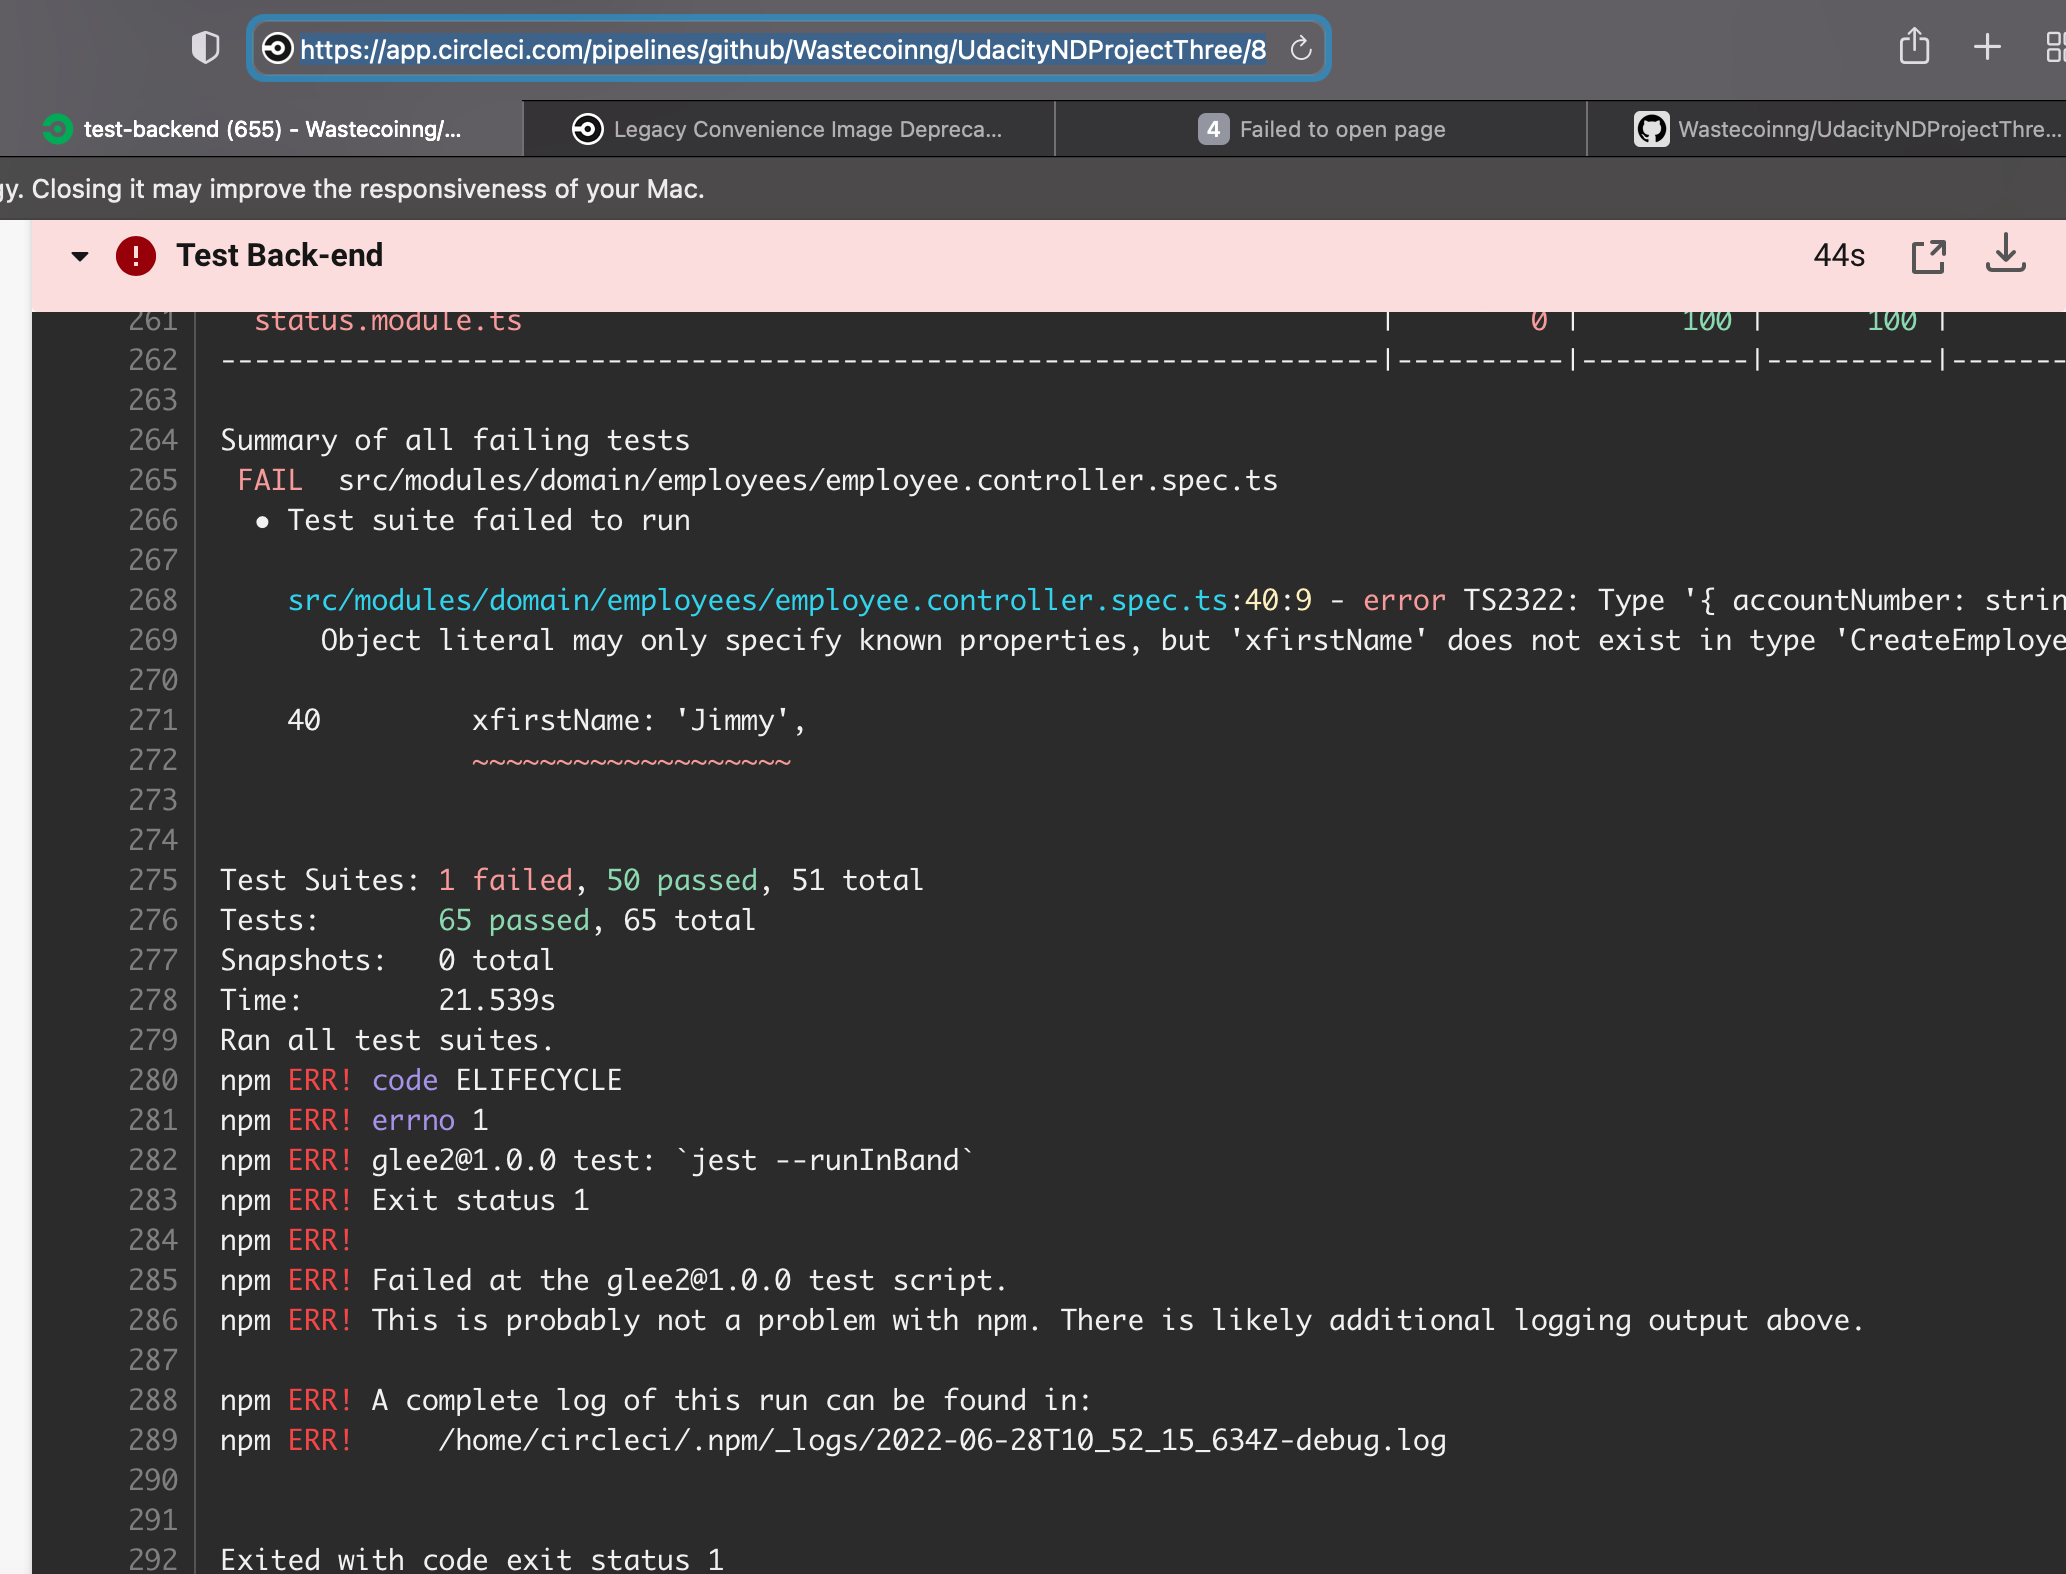 https://app.circleci.com/pipelines/github/Wastecoinng/UdacityNDProjectThree/8
test-backend (655) - Wastecoinng/...
Legacy Convenience Image Depreca...
4 Failed to open page
Wastecoinng/UdacityNDProjectThre...
gy. Closing it may improve the responsiveness of your Mac.
Test Back-end 44s
261 status.module.ts | 0 | 100 | 100 |
262 ---------------------------------------------------------------------|----------|----------|----------|-------
263
264 Summary of all failing tests
265 FAIL src/modules/domain/employees/employee.controller.spec.ts
266 ● Test suite failed to run
267
268 src/modules/domain/employees/employee.controller.spec.ts:40:9 - error TS2322: Type '{ accountNumber: strin
269 Object literal may only specify known properties, but 'xfirstName' does not exist in type 'CreateEmploye
270
271 40 xfirstName: 'Jimmy',
272 ~~~~~~~~~~~~~~~~~~~
273
274
275 Test Suites: 1 failed, 50 passed, 51 total
276 Tests: 65 passed, 65 total
277 Snapshots: 0 total
278 Time: 21.539s
279 Ran all test suites.
280 npm ERR! code ELIFECYCLE
281 npm ERR! errno 1
282 npm ERR! glee2@1.0.0 test: `jest --runInBand`
283 npm ERR! Exit status 1
284 npm ERR!
285 npm ERR! Failed at the glee2@1.0.0 test script.
286 npm ERR! This is probably not a problem with npm. There is likely additional logging output above.
287
288 npm ERR! A complete log of this run can be found in:
289 npm ERR! /home/circleci/.npm/_logs/2022-06-28T10_52_15_634Z-debug.log
290
291
292 Exited with code exit status 1